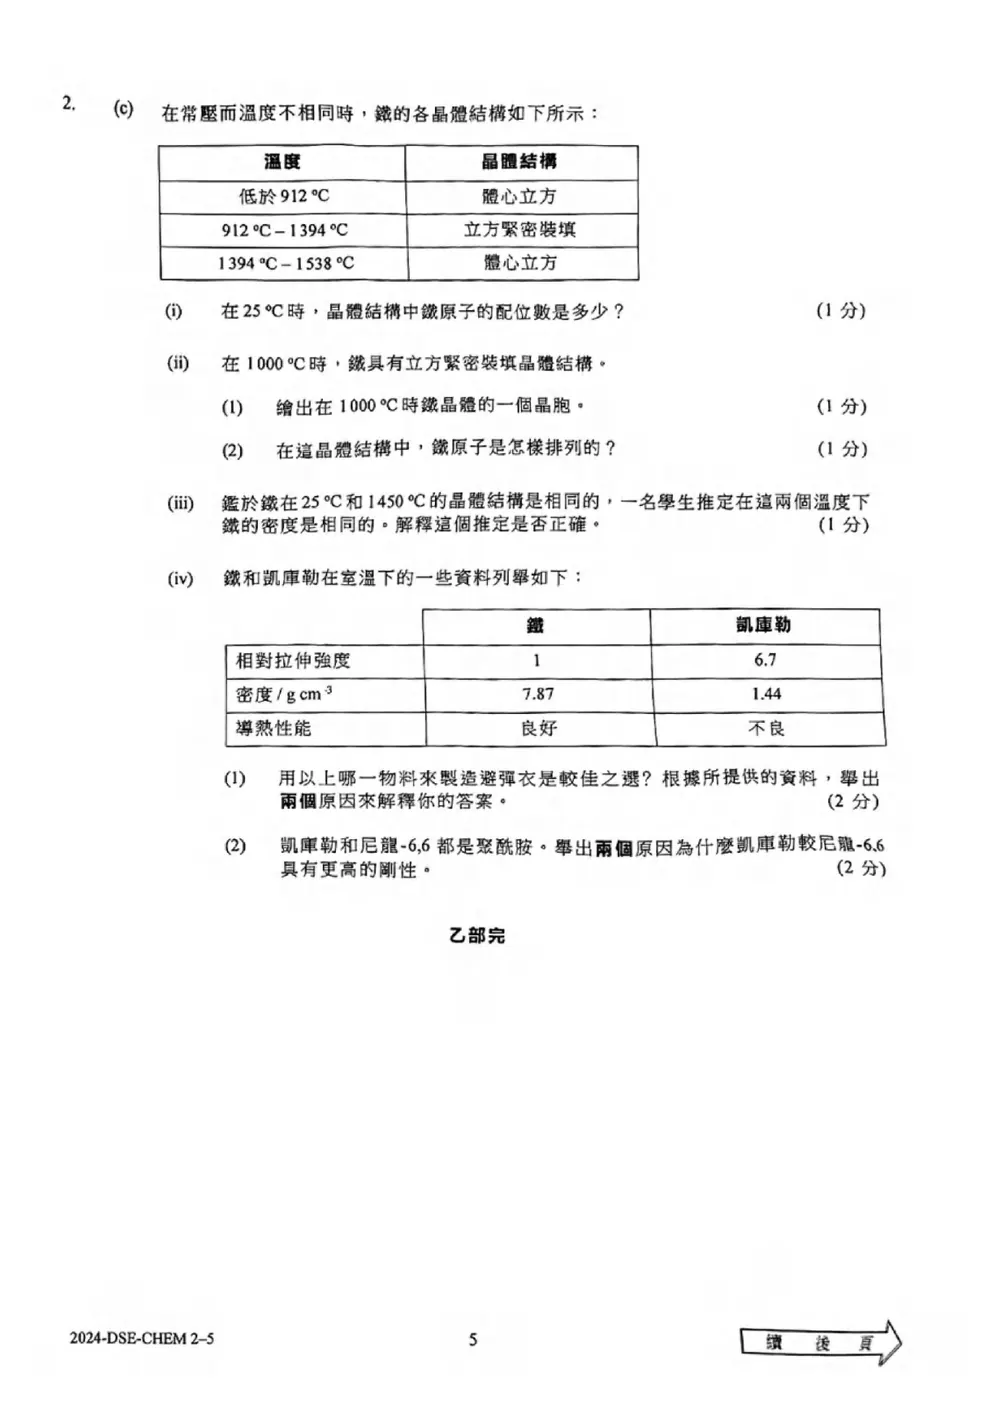 2. (c) 在常壓而溫度不相同時，鐵的各晶體結構如下所示：
溫度 晶體結構
低於 912 °C 體心立方
912 °C – 1394 °C 立方緊密裝填
1394 °C – 1538 °C 體心立方
(i) 在 25 °C 時，晶體結構中鐵原子的配位數是多少？ (1 分)
(ii) 在 1000 °C 時，鐵具有立方緊密裝填晶體結構。
(1) 繪出在 1000 °C 時鐵晶體的一個晶胞。 (1 分)
(2) 在這晶體結構中，鐵原子是怎樣排列的？ (1 分)
(iii) 鑑於鐵在 25 °C 和 1450 °C 的晶體結構是相同的，一名學生推定在這兩個溫度下
鐵的密度是相同的。解釋這個推定是否正確。 (1 分)
(iv) 鐵和凱庫勒在室溫下的一些資料列舉如下：
鐵 凱庫勒
相對拉伸強度 1 6.7
密度 / g cm-3 7.87 1.44
導熱性能 良好 不良
(1) 用以上哪一物料來製造避彈衣是較佳之選? 根據所提供的資料，舉出
兩個原因來解釋你的答案。 (2 分)
(2) 凱庫勒和尼龍-6,6 都是聚酰胺。舉出兩個原因為什麼凱庫勒較尼龍-6,6
具有更高的剛性。 (2 分)
乙部完
2024-DSE-CHEM 2–5 5 續後頁